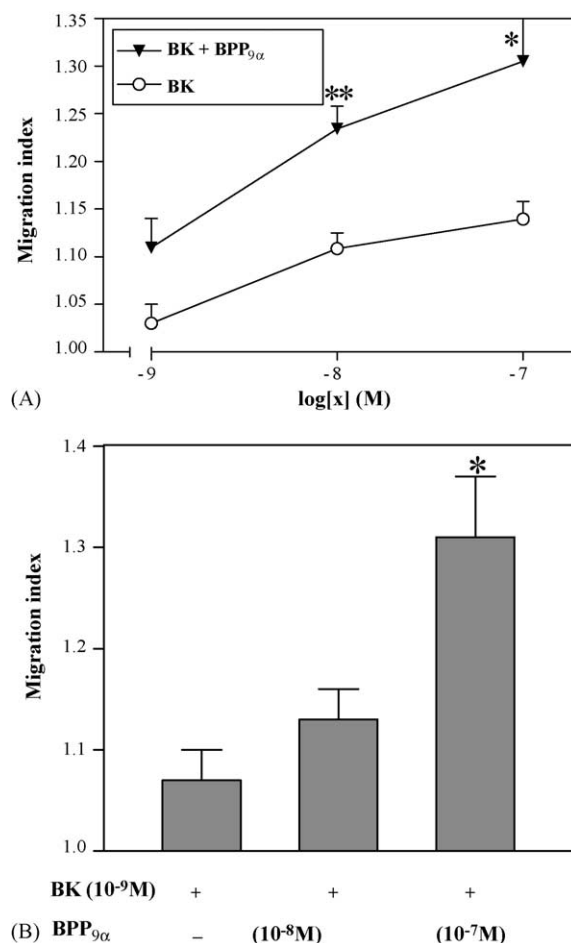 1.35
1.30
1.25
1.20
1.15
1.10
1.05
1.00
Migration index
BK + BPP9α
BK
**
*
-9
-8
-7
log[x] (M)
(A)
1.4
1.3
1.2
1.1
1.0
Migration index
*
BK (10-9M) + + +
(B) BPP9α – (10-8M) (10-7M)